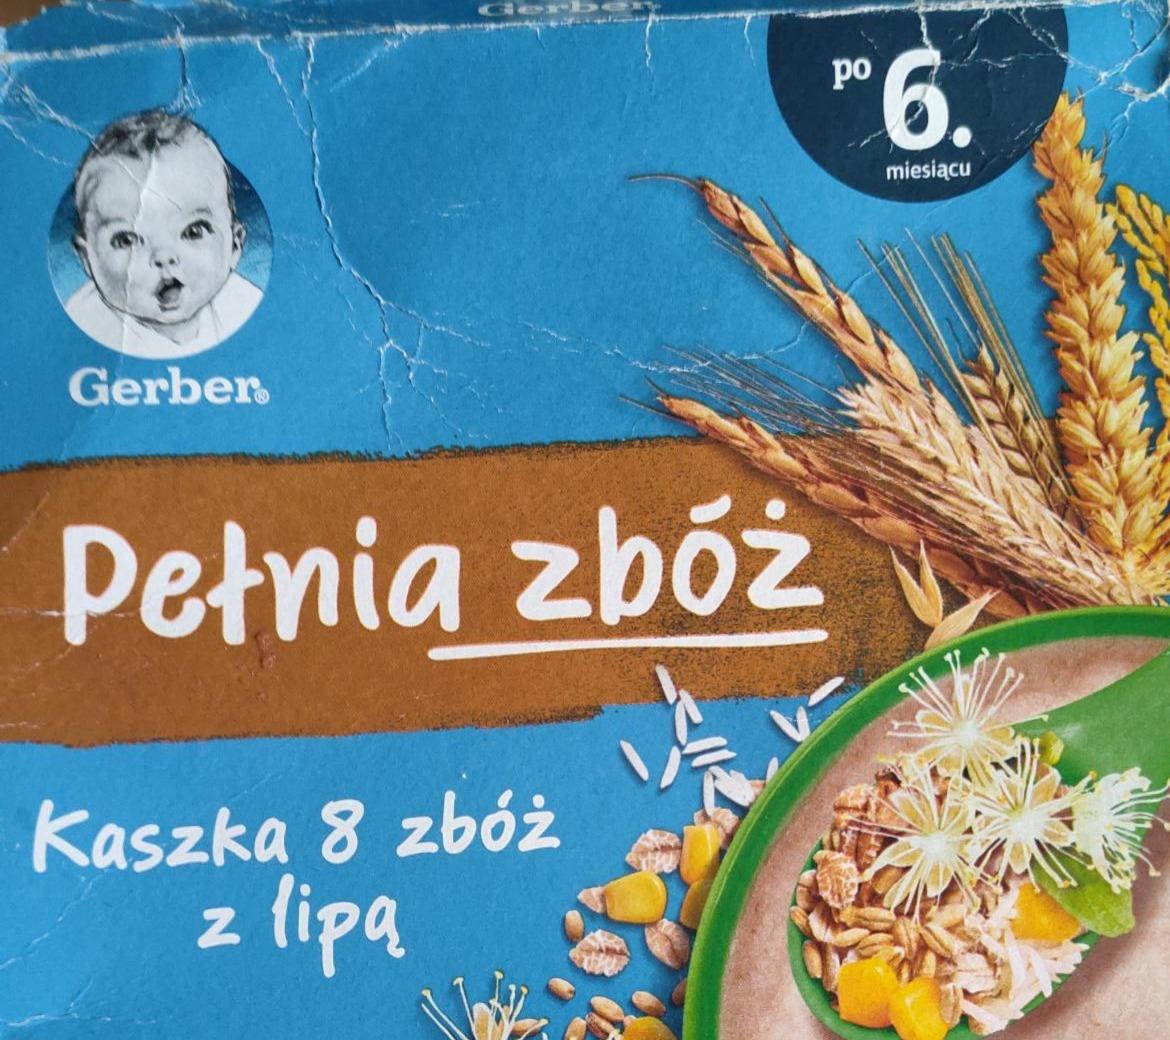 Gerber
po 6.
miesiącu
Gerber®
Pełnia zbóż
Kaszka 8 zbóż
z lipą